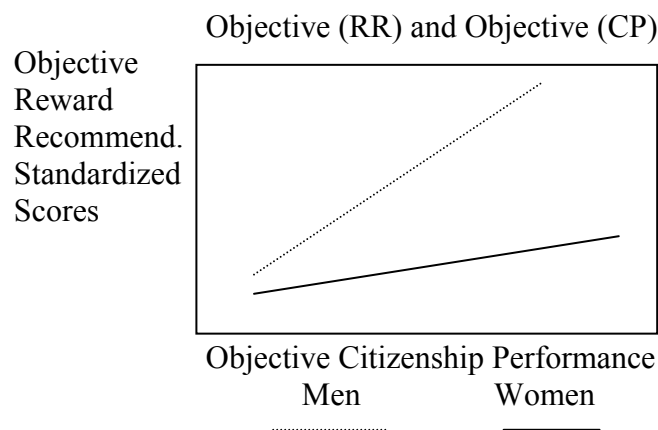 Objective (RR) and Objective (CP)
Objective
Reward
Recommend.
Standardized
Scores
Objective Citizenship Performance
Men Women